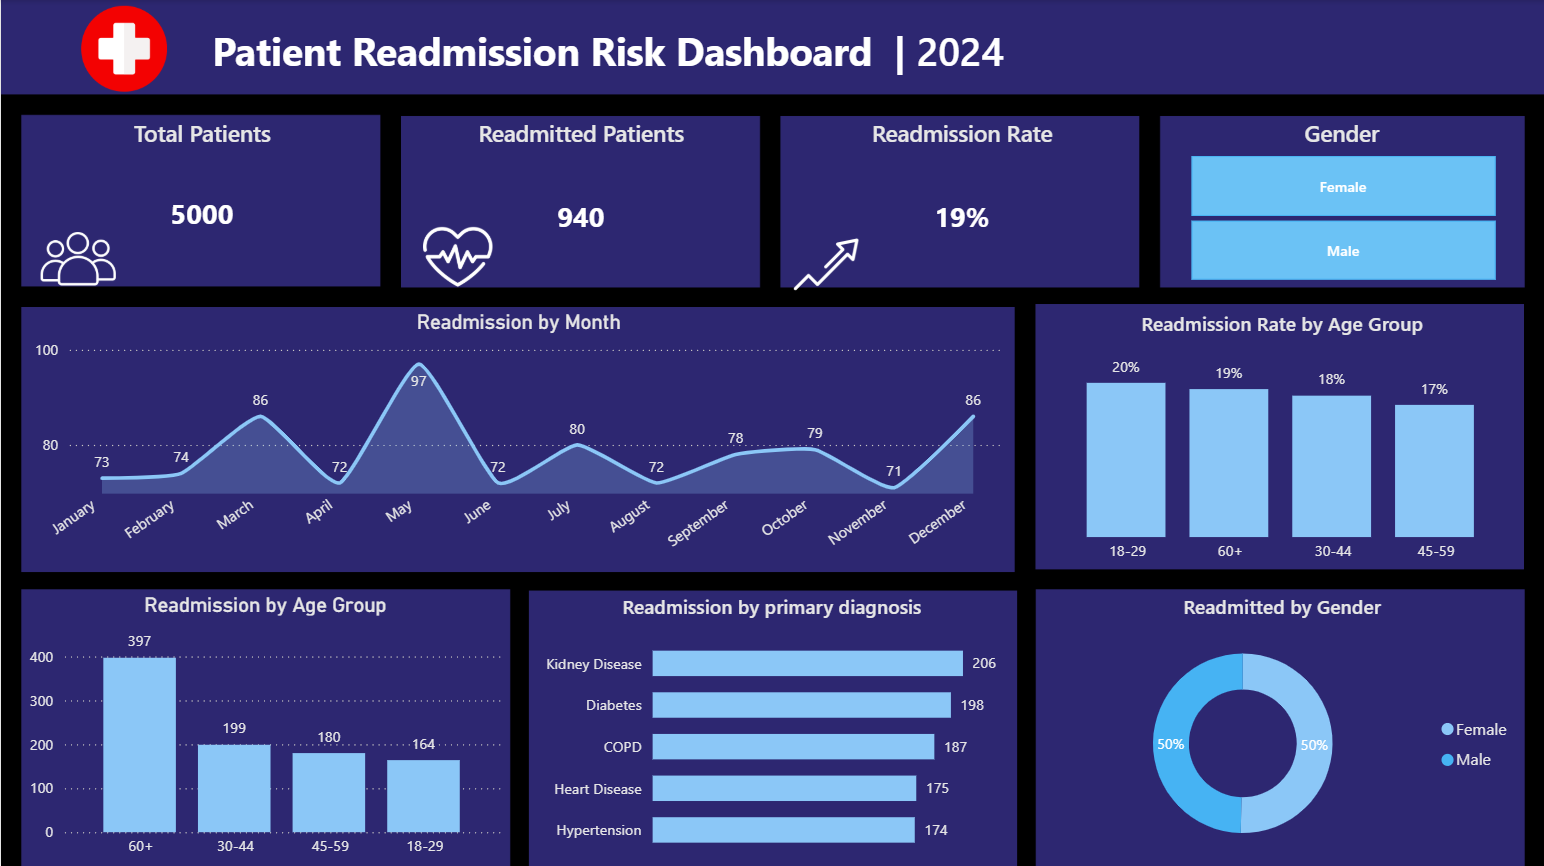 Patient Readmission Risk Dashboard | 2024
Total Patients
5000
Readmitted Patients
940
Readmission Rate
19%
Gender
Female
Male
Readmission by Month
100
80
73
74
86
72
97
72
80
72
78
79
71
86
January
February
March
April
May
June
July
August
September
October
November
December
Readmission Rate by Age Group
20%
19%
18%
17%
18-29
60+
30-44
45-59
Readmission by Age Group
400
300
200
100
0
397
199
180
164
60+
30-44
45-59
18-29
Readmission by primary diagnosis
Kidney Disease 206
Diabetes 198
COPD 187
Heart Disease 175
Hypertension 174
Readmitted by Gender
50%
50%
Female
Male